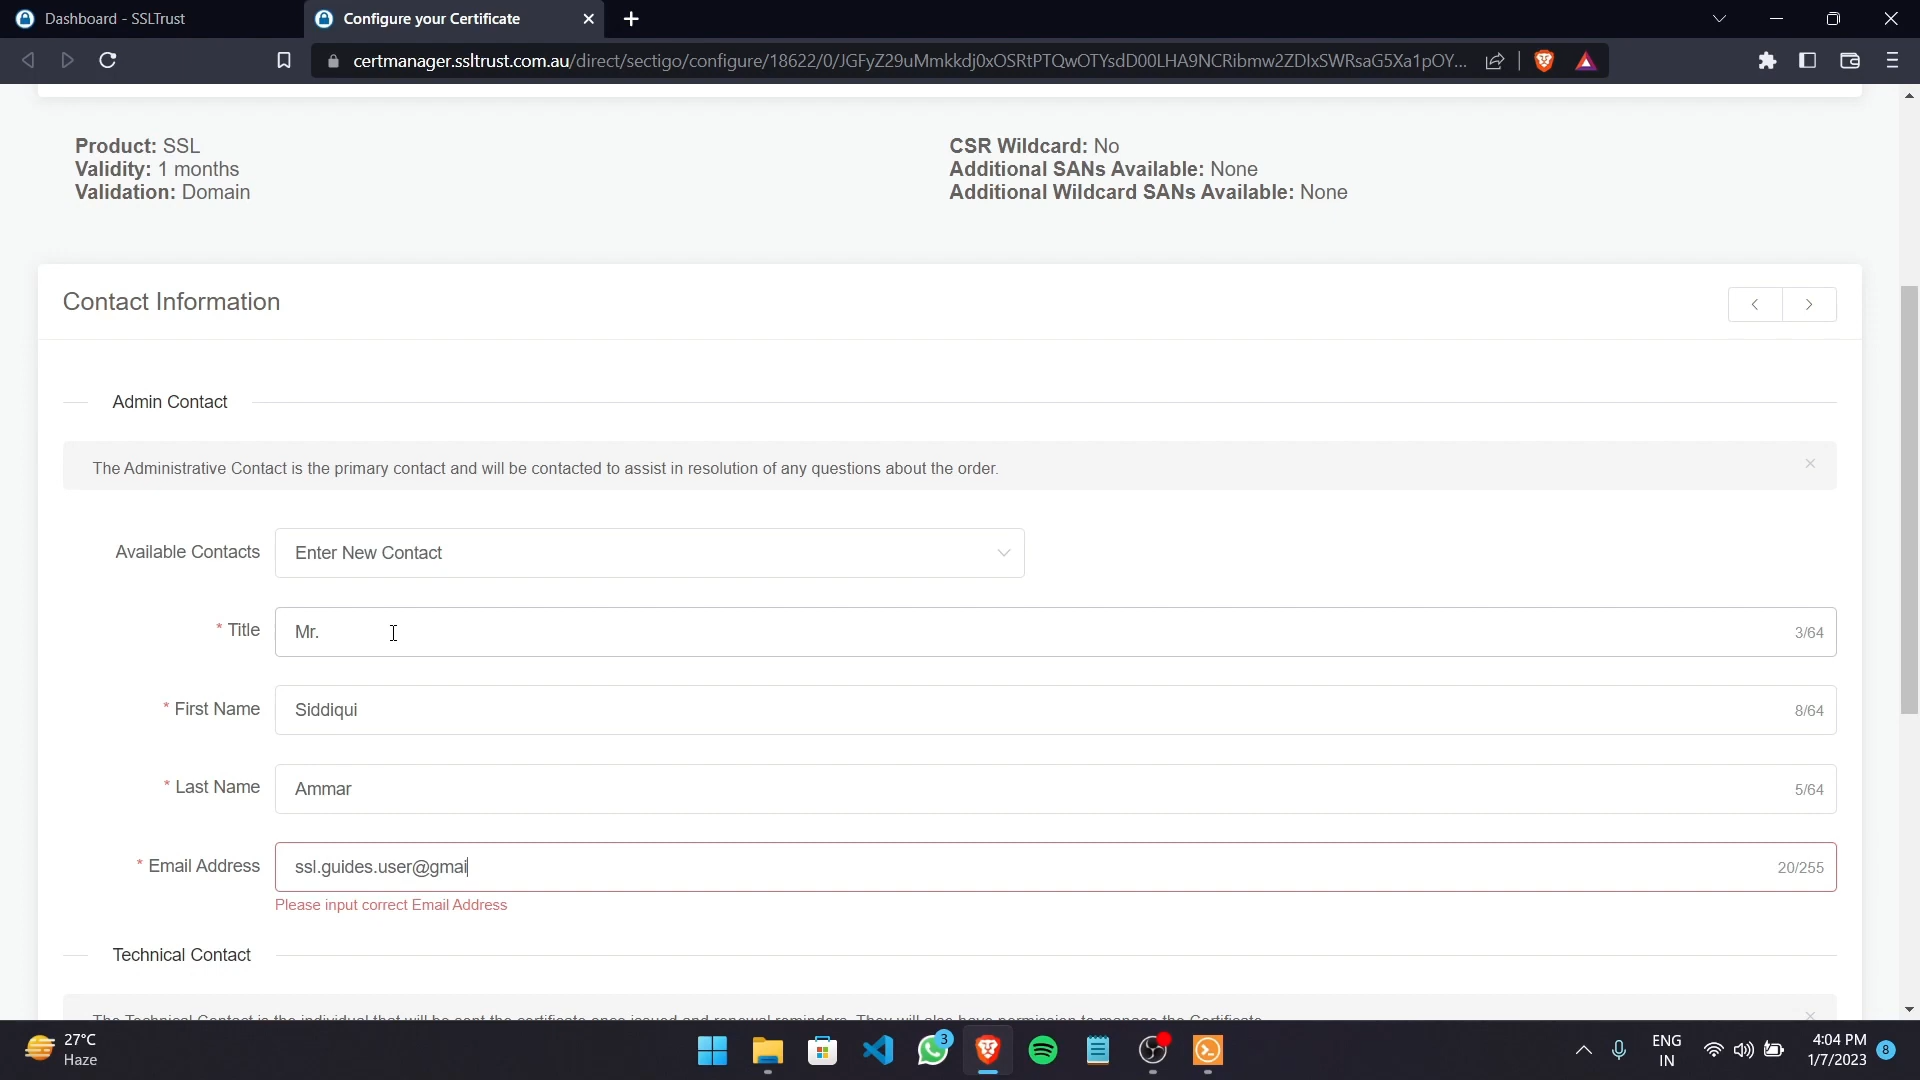 Dashboard - SSLTrust
Configure your Certificate
certmanager.ssltrust.com.au/direct/sectigo/configure/18622/0/JGFyZ29uMmkkdj0xOSRtPTQwOTYsdD00LHA9NCRibmw2ZDIxSWRsaG5Xa1pOY...
Product: SSL
CSR Wildcard: No
Validity: 1 months
Additional SANs Available: None
Validation: Domain
Additional Wildcard SANs Available: None
Contact Information
Admin Contact
The Administrative Contact is the primary contact and will be contacted to assist in resolution of any questions about the order.
Available Contacts
Enter New Contact
* Title
Mr.
3/64
* First Name
Siddiqui
8/64
* Last Name
Ammar
5/64
* Email Address
ssl.guides.user@gmai
20/255
Please input correct Email Address
Technical Contact
The Technical Contact is the individual that will be sent the certificate once issued and renewal reminders. They will also have permission to manage the Certificate.
27°C
Haze
3
ENG
IN
4:04 PM
1/7/2023
8